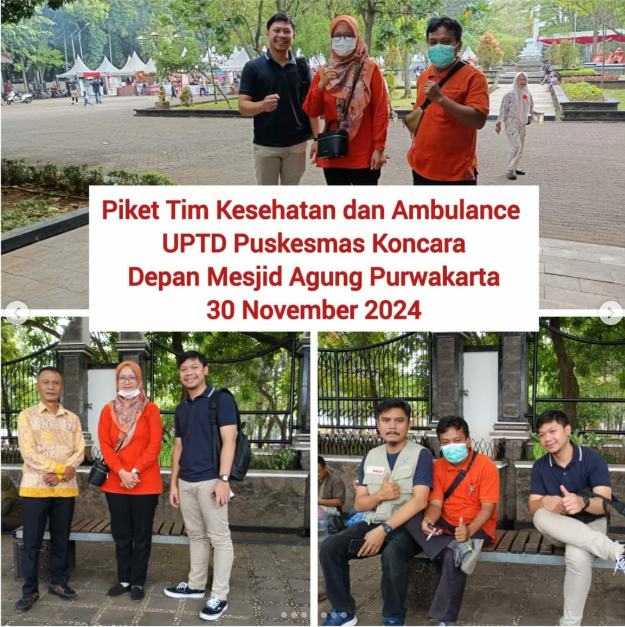 Piket Tim Kesehatan dan Ambulance
UPTD Puskesmas Koncara
Depan Mesjid Agung Purwakarta
30 November 2024